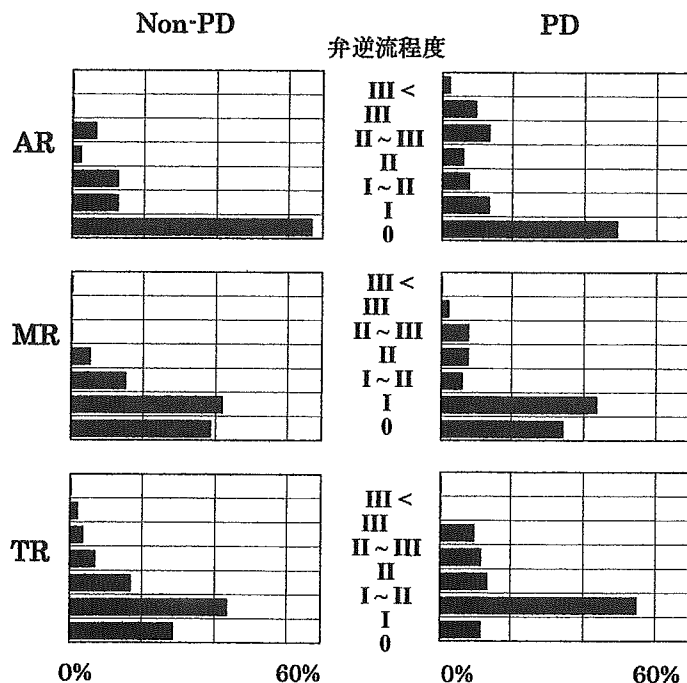 Non-PD
弁逆流程度
PD
AR
III <
III
II ~ III
II
I ~ II
I
0
MR
III <
III
II ~ III
II
I ~ II
I
0
TR
III <
III
II ~ III
II
I ~ II
I
0
0% 60% 0% 60%